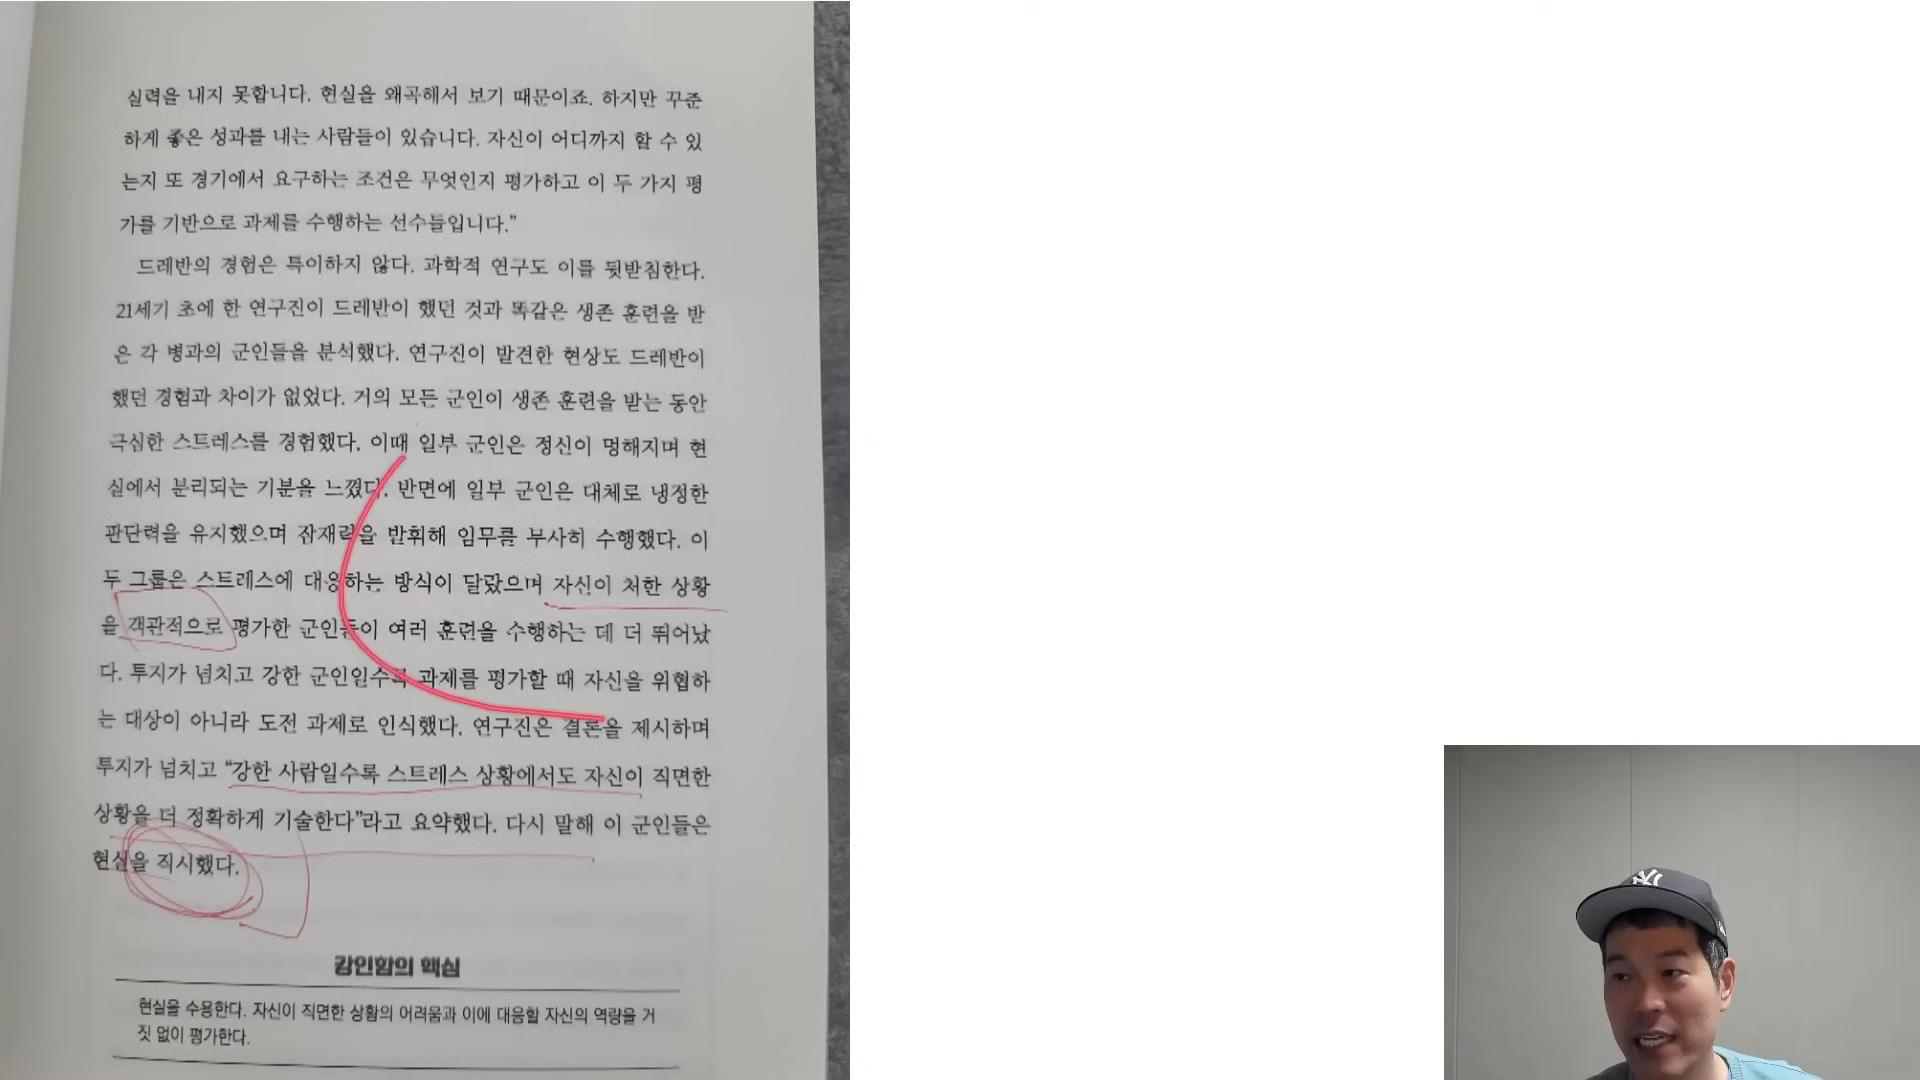 실력을 내지 못합니다. 현실을 왜곡해서 보기 때문이죠. 하지만 꾸준
하게 좋은 성과를 내는 사람들이 있습니다. 자신이 어디까지 할 수 있
는지 또 경기에서 요구하는 조건은 무엇인지 평가하고 이 두 가지 평
가를 기반으로 과제를 수행하는 선수들입니다.”
드레반의 경험은 특이하지 않다. 과학적 연구도 이를 뒷받침한다.
21세기 초에 한 연구진이 드레반이 했던 것과 똑같은 생존 훈련을 받
은 각 병과의 군인들을 분석했다. 연구진이 발견한 현상도 드레반이
했던 경험과 차이가 없었다. 거의 모든 군인이 생존 훈련을 받는 동안
극심한 스트레스를 경험했다. 이때 일부 군인은 정신이 멍해지며 현
실에서 분리되는 기분을 느꼈다. 반면에 일부 군인은 대체로 냉정한
판단력을 유지했으며 잠재력을 발휘해 임무를 무사히 수행했다. 이
두 그룹은 스트레스에 대응하는 방식이 달랐으며 자신이 처한 상황
을 객관적으로 평가한 군인들이 여러 훈련을 수행하는 데 더 뛰어났
다. 투지가 넘치고 강한 군인일수록 과제를 평가할 때 자신을 위협하
는 대상이 아니라 도전 과제로 인식했다. 연구진은 결론을 제시하며
투지가 넘치고 “강한 사람일수록 스트레스 상황에서도 자신이 직면한
상황을 더 정확하게 기술한다”라고 요약했다. 다시 말해 이 군인들은
현실을 직시했다.
강인함의 핵심
현실을 수용한다. 자신이 직면한 상황의 어려움과 이에 대응할 자신의 역량을 거
짓 없이 평가한다.
NY